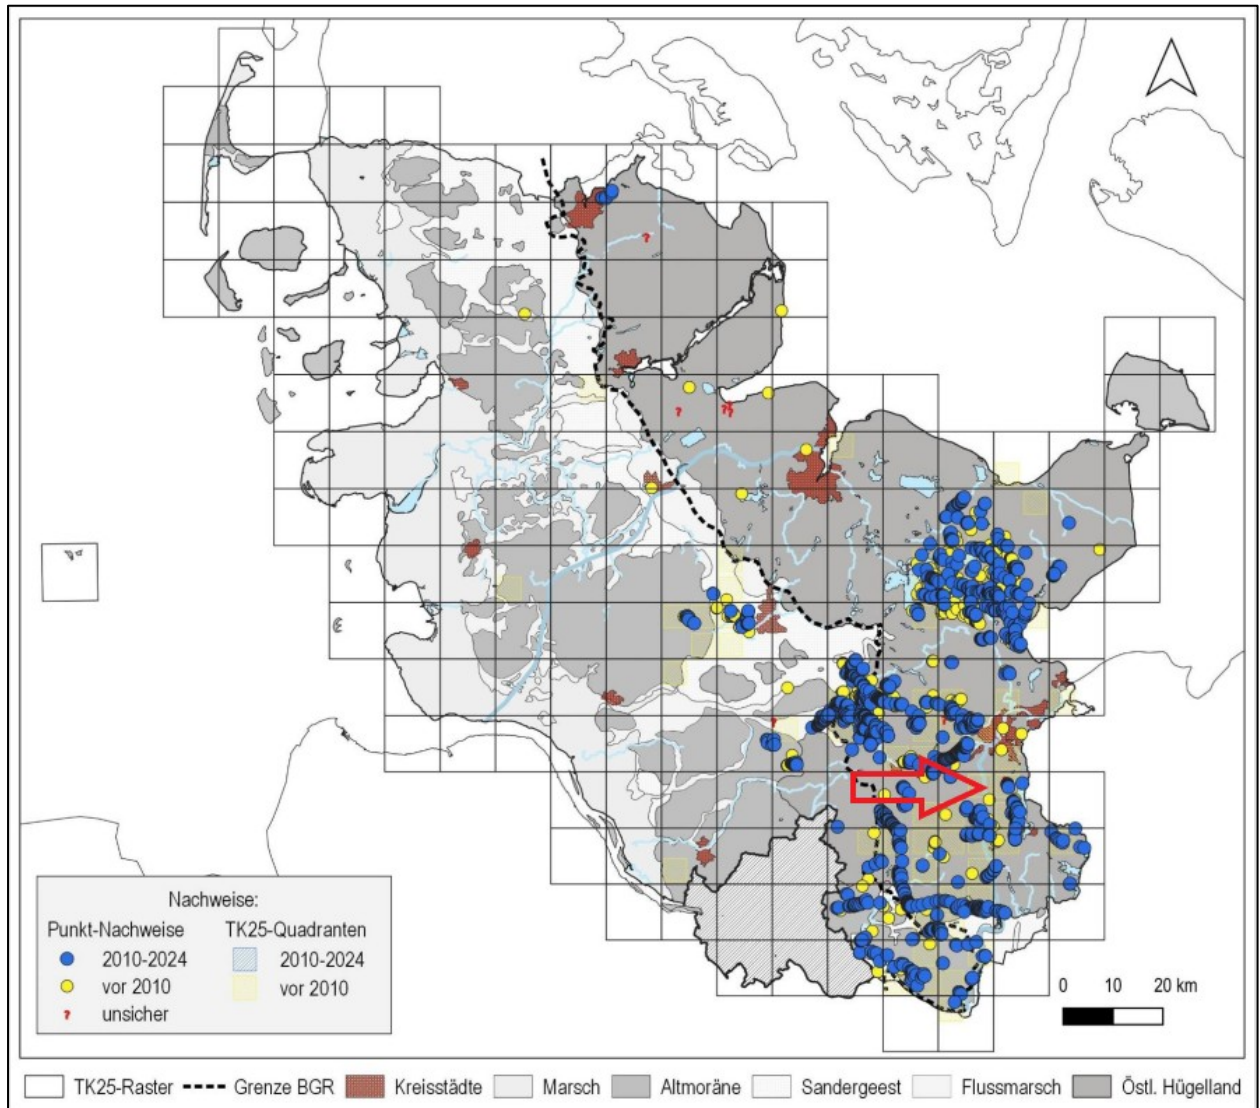 Nachweise:
Punkt-Nachweise TK25-Quadranten
2010-2024 2010-2024
vor 2010 vor 2010
? unsicher
0 10 20 km
TK25-Raster Grenze BGR Kreisstädte Marsch Altmoräne Sandergeest Flussmarsch Östl. Hügelland